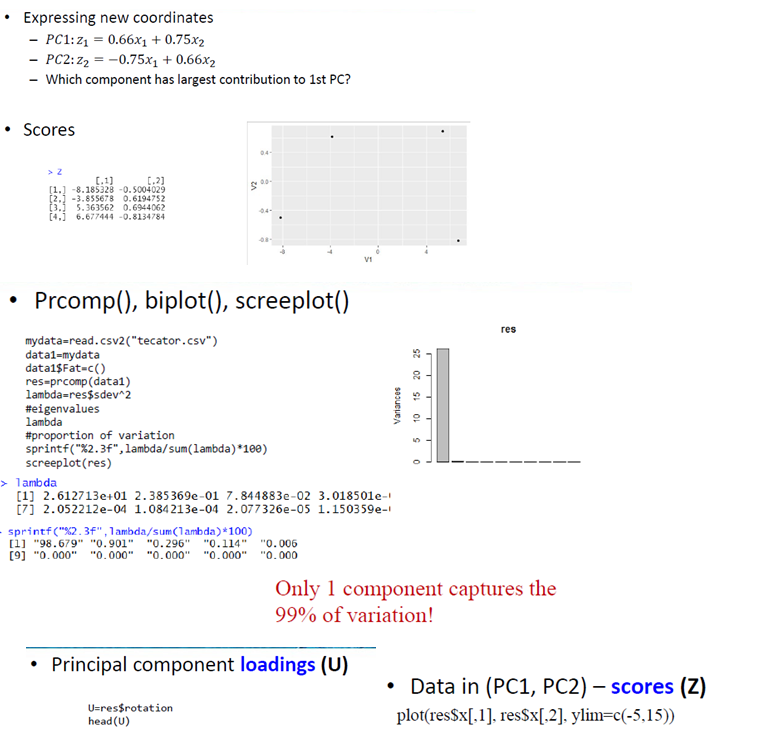 • Expressing new coordinates
– PC1: z₁ = 0.66x₁ + 0.75x₂
– PC2: z₂ = −0.75x₁ + 0.66x₂
– Which component has largest contribution to 1st PC?
• Scores
> Z
[,1] [,2]
[1,] -8.185328 -0.5004029
[2,] -3.855678 0.6194752
[3,] 5.363562 0.6944062
[4,] 6.677444 -0.8134784
V2
0.4
0.0
-0.4
-0.8
-8 -4 0 4
V1
• Prcomp(), biplot(), screeplot()
mydata=read.csv2("tecator.csv")
data1=mydata
data1$Fat=c()
res=prcomp(data1)
lambda=res$sdev^2
#eigenvalues
lambda
#proportion of variation
sprintf("%2.3f",lambda/sum(lambda)*100)
screeplot(res)
res
Variances
25
20
15
10
5
0
> lambda
[1] 2.612713e+01 2.385369e-01 7.844883e-02 3.018501e-
[7] 2.052212e-04 1.084213e-04 2.077326e-05 1.150359e-
sprintf("%2.3f",lambda/sum(lambda)*100)
[1] "98.679" "0.901" "0.296" "0.114" "0.006
[9] "0.000" "0.000" "0.000" "0.000" "0.000
Only 1 component captures the
99% of variation!
• Principal component loadings (U)
U=res$rotation
head(U)
• Data in (PC1, PC2) – scores (Z)
plot(res$x[,1], res$x[,2], ylim=c(-5,15))